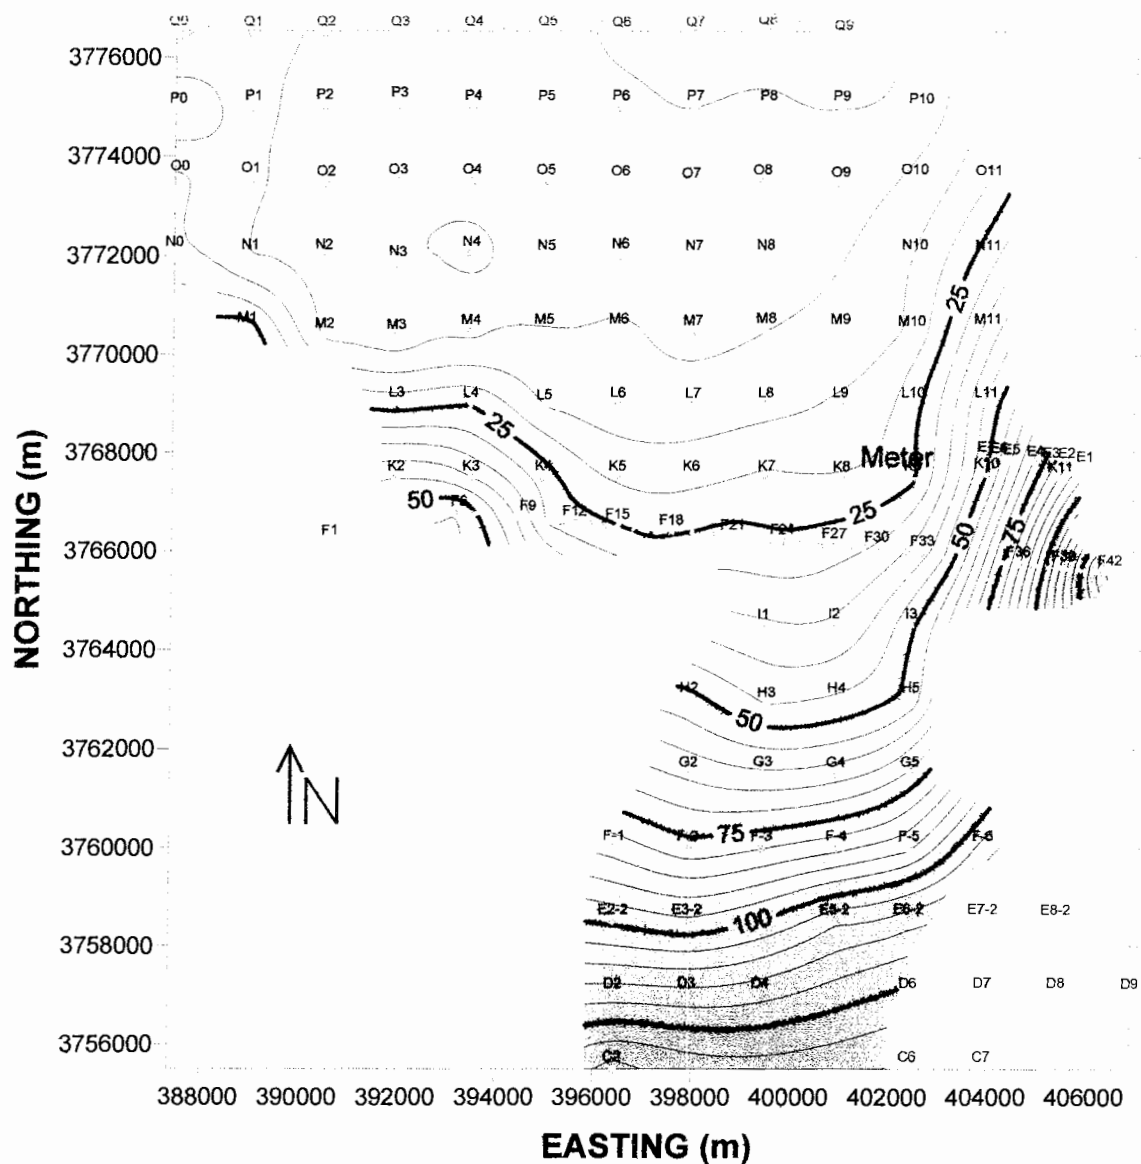 Q0 Q1 Q2 Q3 Q4 Q5 Q6 Q7 Q8 Q9
3776000
P0 P1 P2 P3 P4 P5 P6 P7 P8 P9 P10
3774000
O0 O1 O2 O3 O4 O5 O6 O7 O8 O9 O10 O11
N0 N1 N2 N3 N4 N5 N6 N7 N8 N10 N11
3772000
25
M1 M2 M3 M4 M5 M6 M7 M8 M9 M10 M11
3770000
L3 L4 L5 L6 L7 L8 L9 L10 L11
25
3768000
Meter
E5 E4 E3 E2 E1
K2 K3 K4 K5 K6 K7 K8 K10 K11
50
25 50 75
F1 F9 F12 F15 F18 F21 F24 F27 F30 F33 F36 F42
3766000
I1 I2 I3
3764000
H2 H3 H4 H5
50
3762000
G2 G3 G4 G5
N
75
3760000
F-1 F-2 F-3 F-4 F-5 F-6
E2-2 E3-2 E5-2 E6-2 E7-2 E8-2
100
3758000
D2 D3 D4 D6 D7 D8 D9
3756000
C6 C7
388000 390000 392000 394000 396000 398000 400000 402000 404000 406000
EASTING (m)
NORTHING (m)